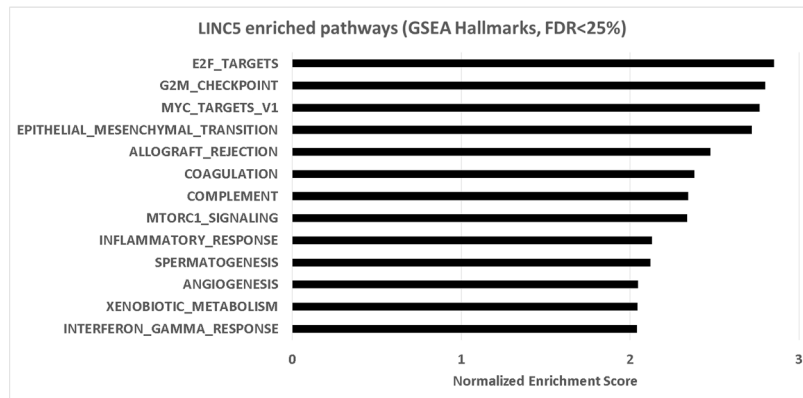 LINC5 enriched pathways (GSEA Hallmarks, FDR<25%)
E2F_TARGETS
G2M_CHECKPOINT
MYC_TARGETS_V1
EPITHELIAL_MESENCHYMAL_TRANSITION
ALLOGRAFT_REJECTION
COAGULATION
COMPLEMENT
MTORC1_SIGNALING
INFLAMMATORY_RESPONSE
SPERMATOGENESIS
ANGIOGENESIS
XENOBIOTIC_METABOLISM
INTERFERON_GAMMA_RESPONSE
0 1 2 3
Normalized Enrichment Score